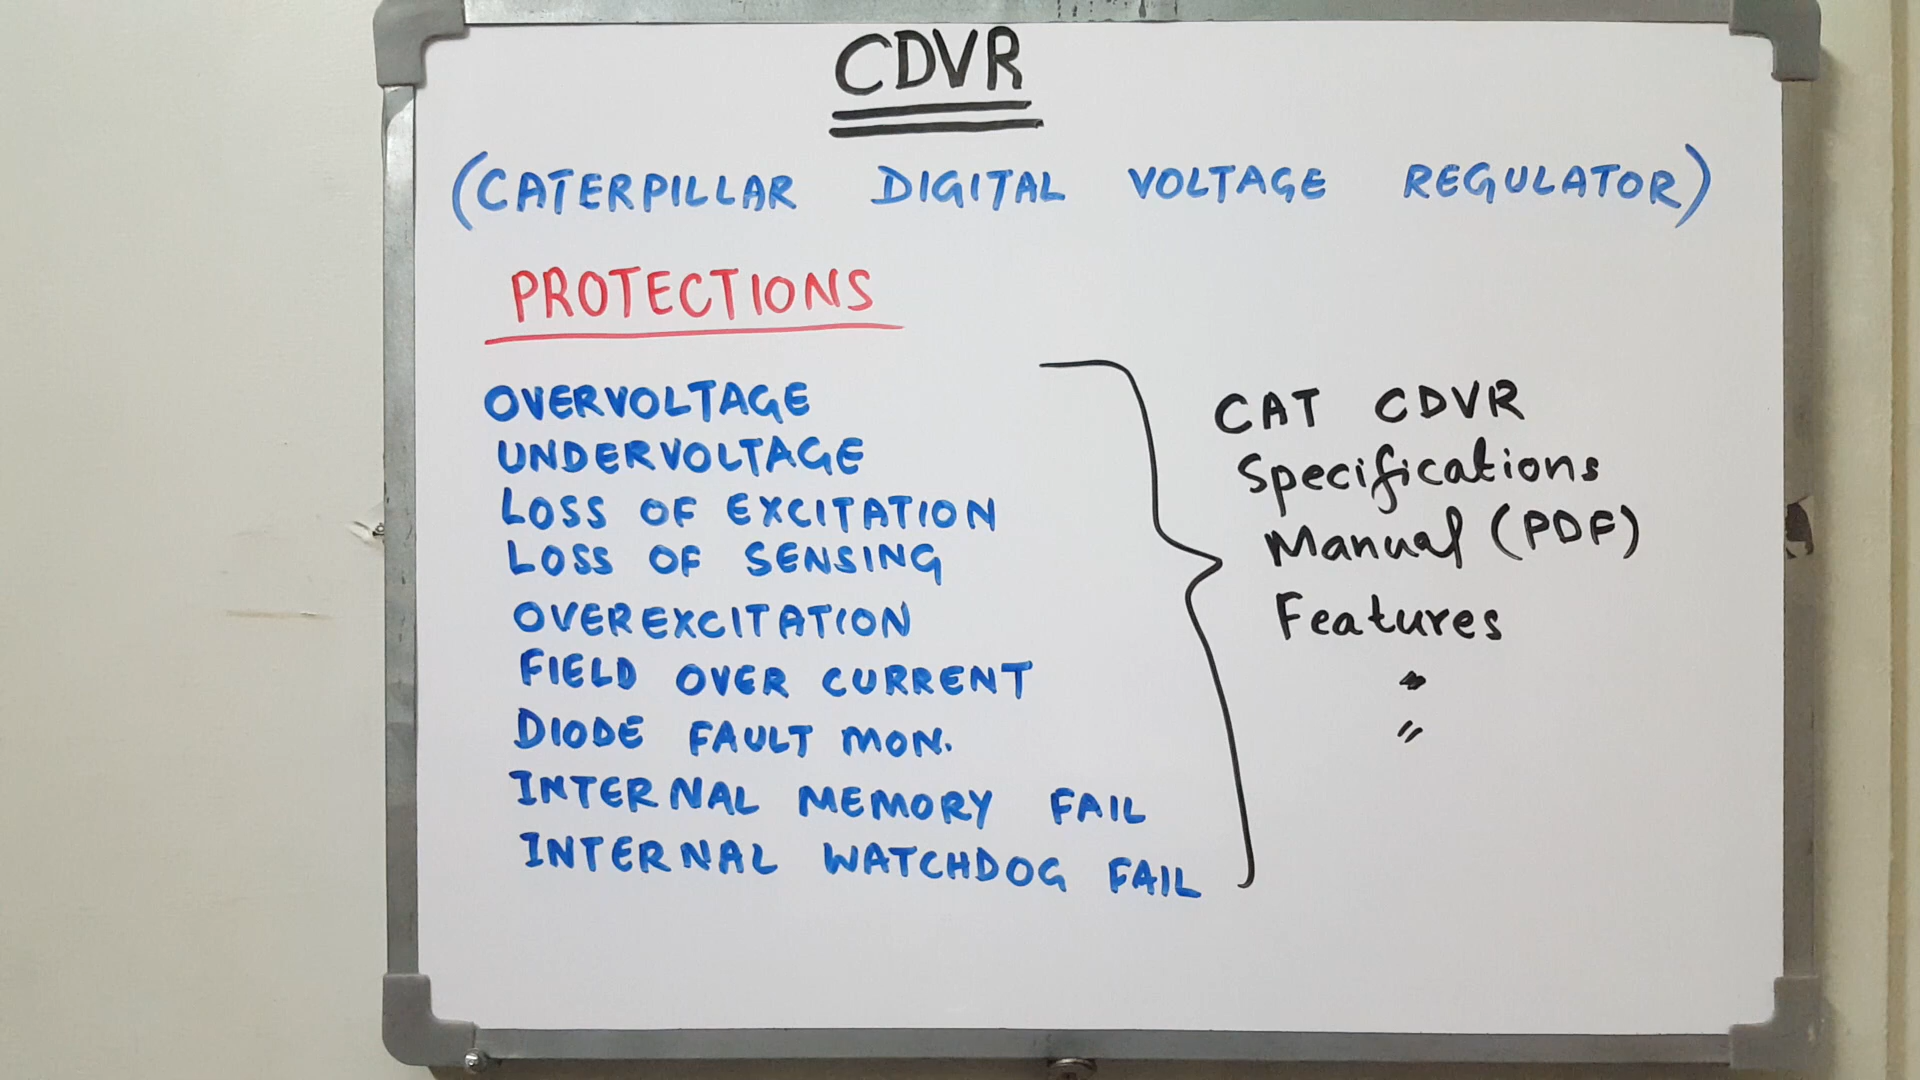 CDVR
(CATERPILLAR DIGITAL VOLTAGE REGULATOR)
PROTECTIONS
OVERVOLTAGE
UNDERVOLTAGE
LOSS OF EXCITATION
LOSS OF SENSING
OVEREXCITATION
FIELD OVER CURRENT
DIODE FAULT MON.
INTERNAL MEMORY FAIL
INTERNAL WATCHDOG FAIL
CAT CDVR
Specifications
Manual (PDF)
Features
"